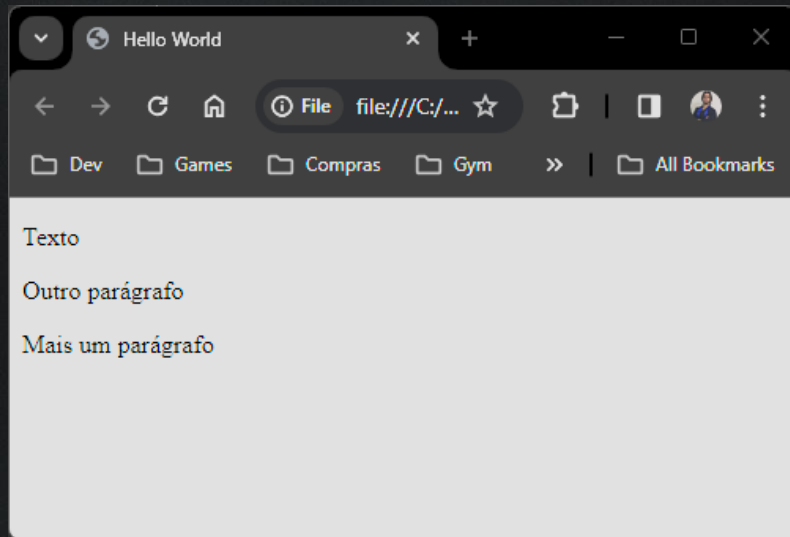 Hello World
File file:///C:/...
Dev Games Compras Gym All Bookmarks
Texto
Outro parágrafo
Mais um parágrafo